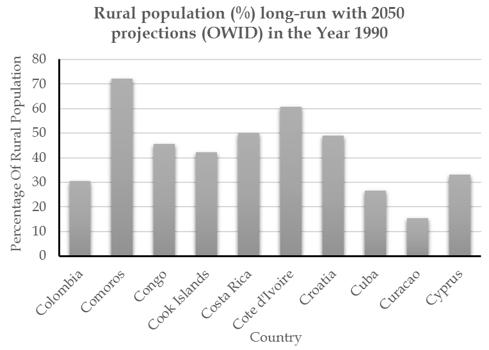 Rural population (%) long-run with 2050
projections (OWID) in the Year 1990
Percentage Of Rural Population
80
70
60
50
40
30
20
10
0
Colombia
Comoros
Congo
Cook Islands
Costa Rica
Cote d'Ivoire
Croatia
Cuba
Curacao
Cyprus
Country